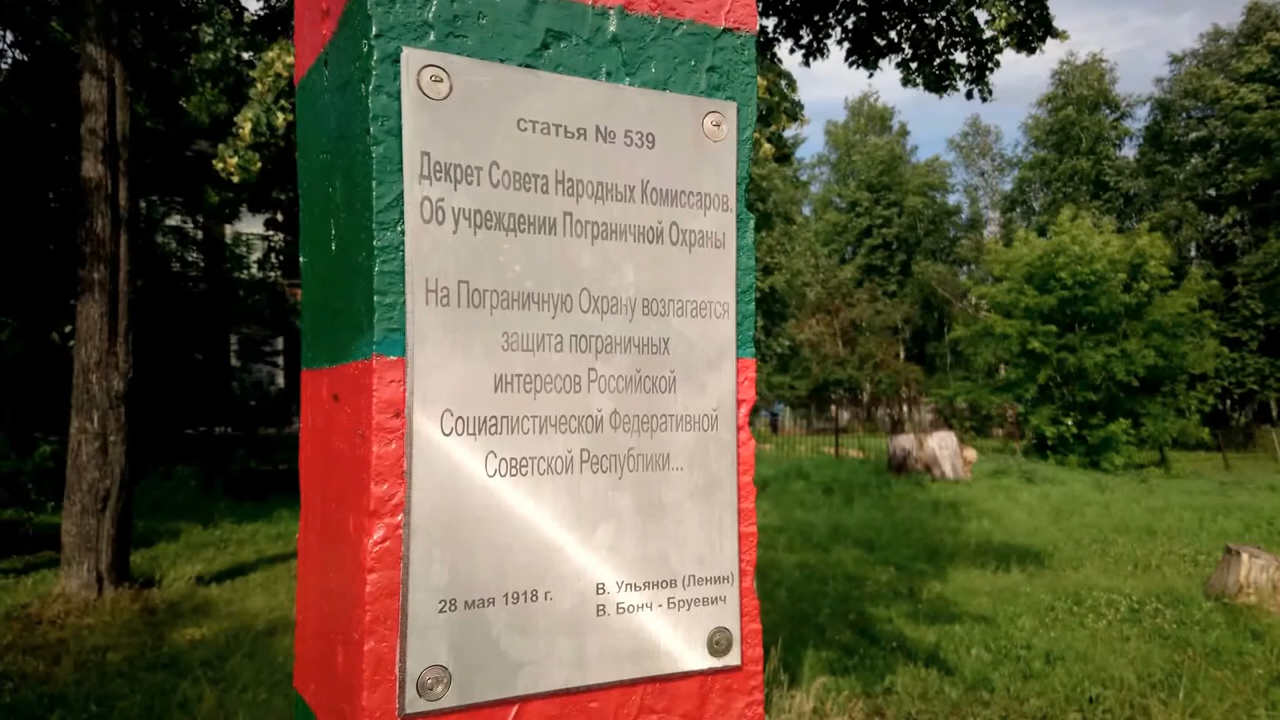 статья № 539
Декрет Совета Народных Комиссаров.
Об учреждении Пограничной Охраны
На Пограничную Охрану возлагается
защита пограничных
интересов Российской
Социалистической Федеративной
Советской Республики...
28 мая 1918 г.
В. Ульянов (Ленин)
В. Бонч - Бруевич